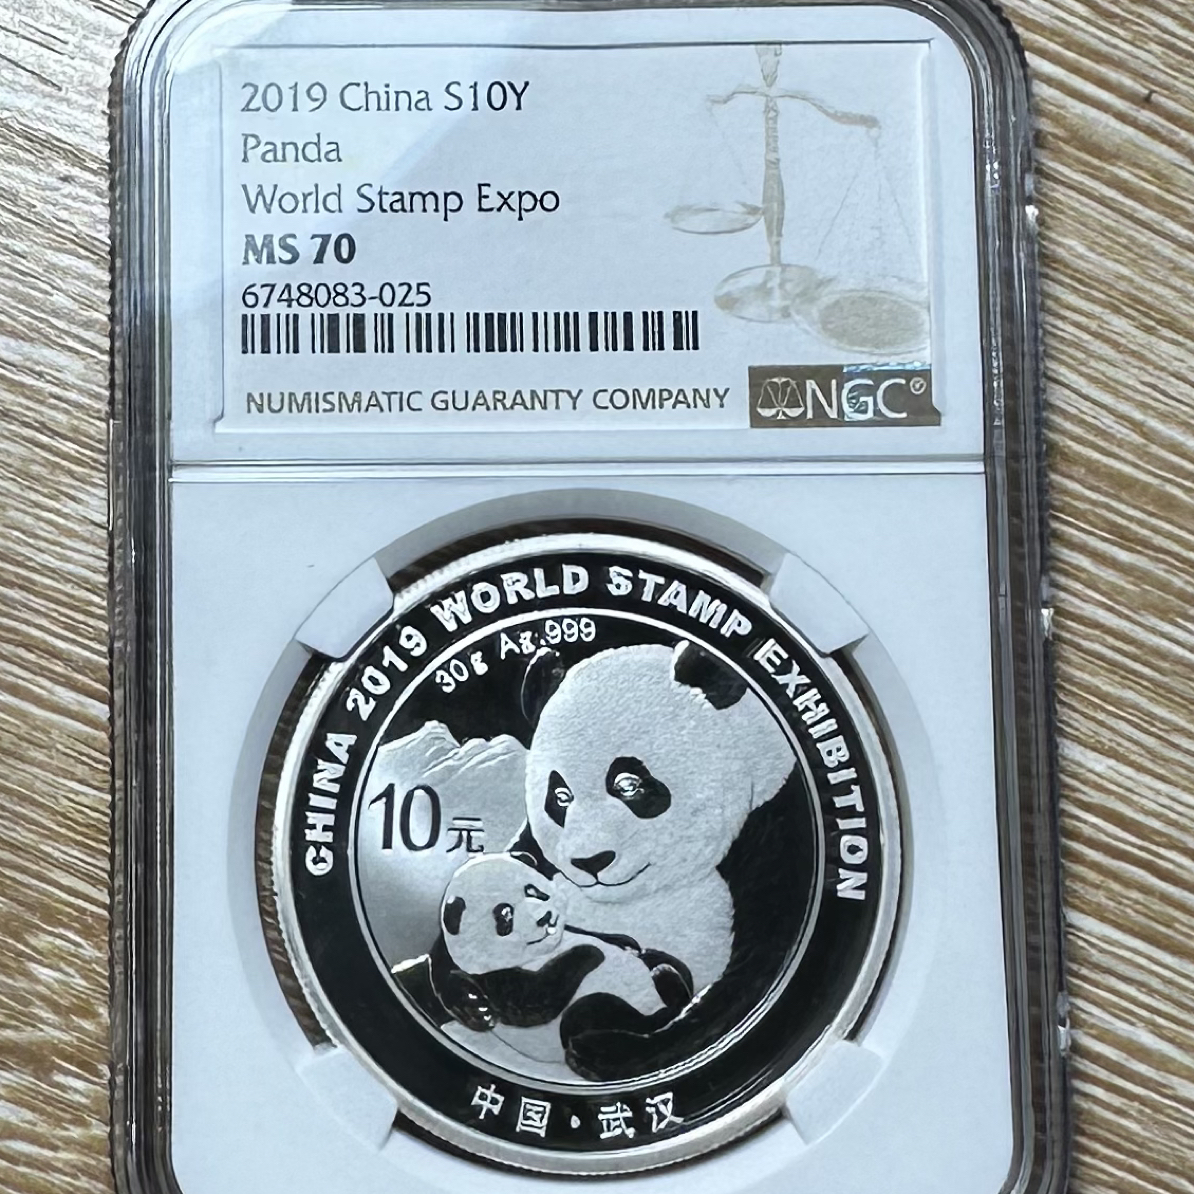 2019 China S10Y
Panda
World Stamp Expo
MS 70
6748083-025
NUMISMATIC GUARANTY COMPANY
NGC
CHINA 2019 WORLD STAMP EXHIBITION
30g Ag.999
10元
中国·武汉